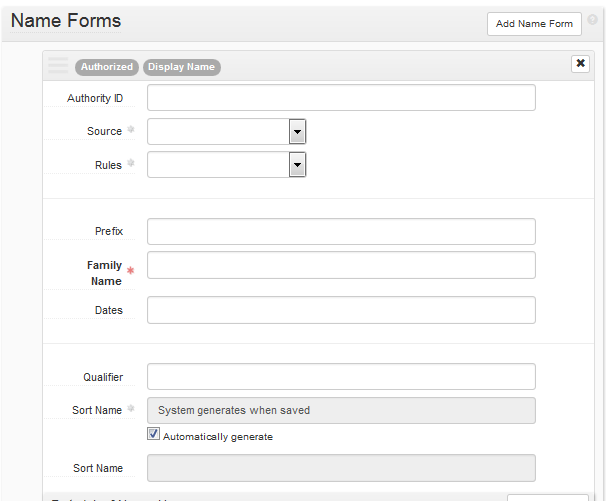 Name Forms
Add Name Form
Authorized Display Name
Authority ID
Source
Rules
Prefix
Family
Name
Dates
Qualifier
Sort Name System generates when saved
Automatically generate
Sort Name